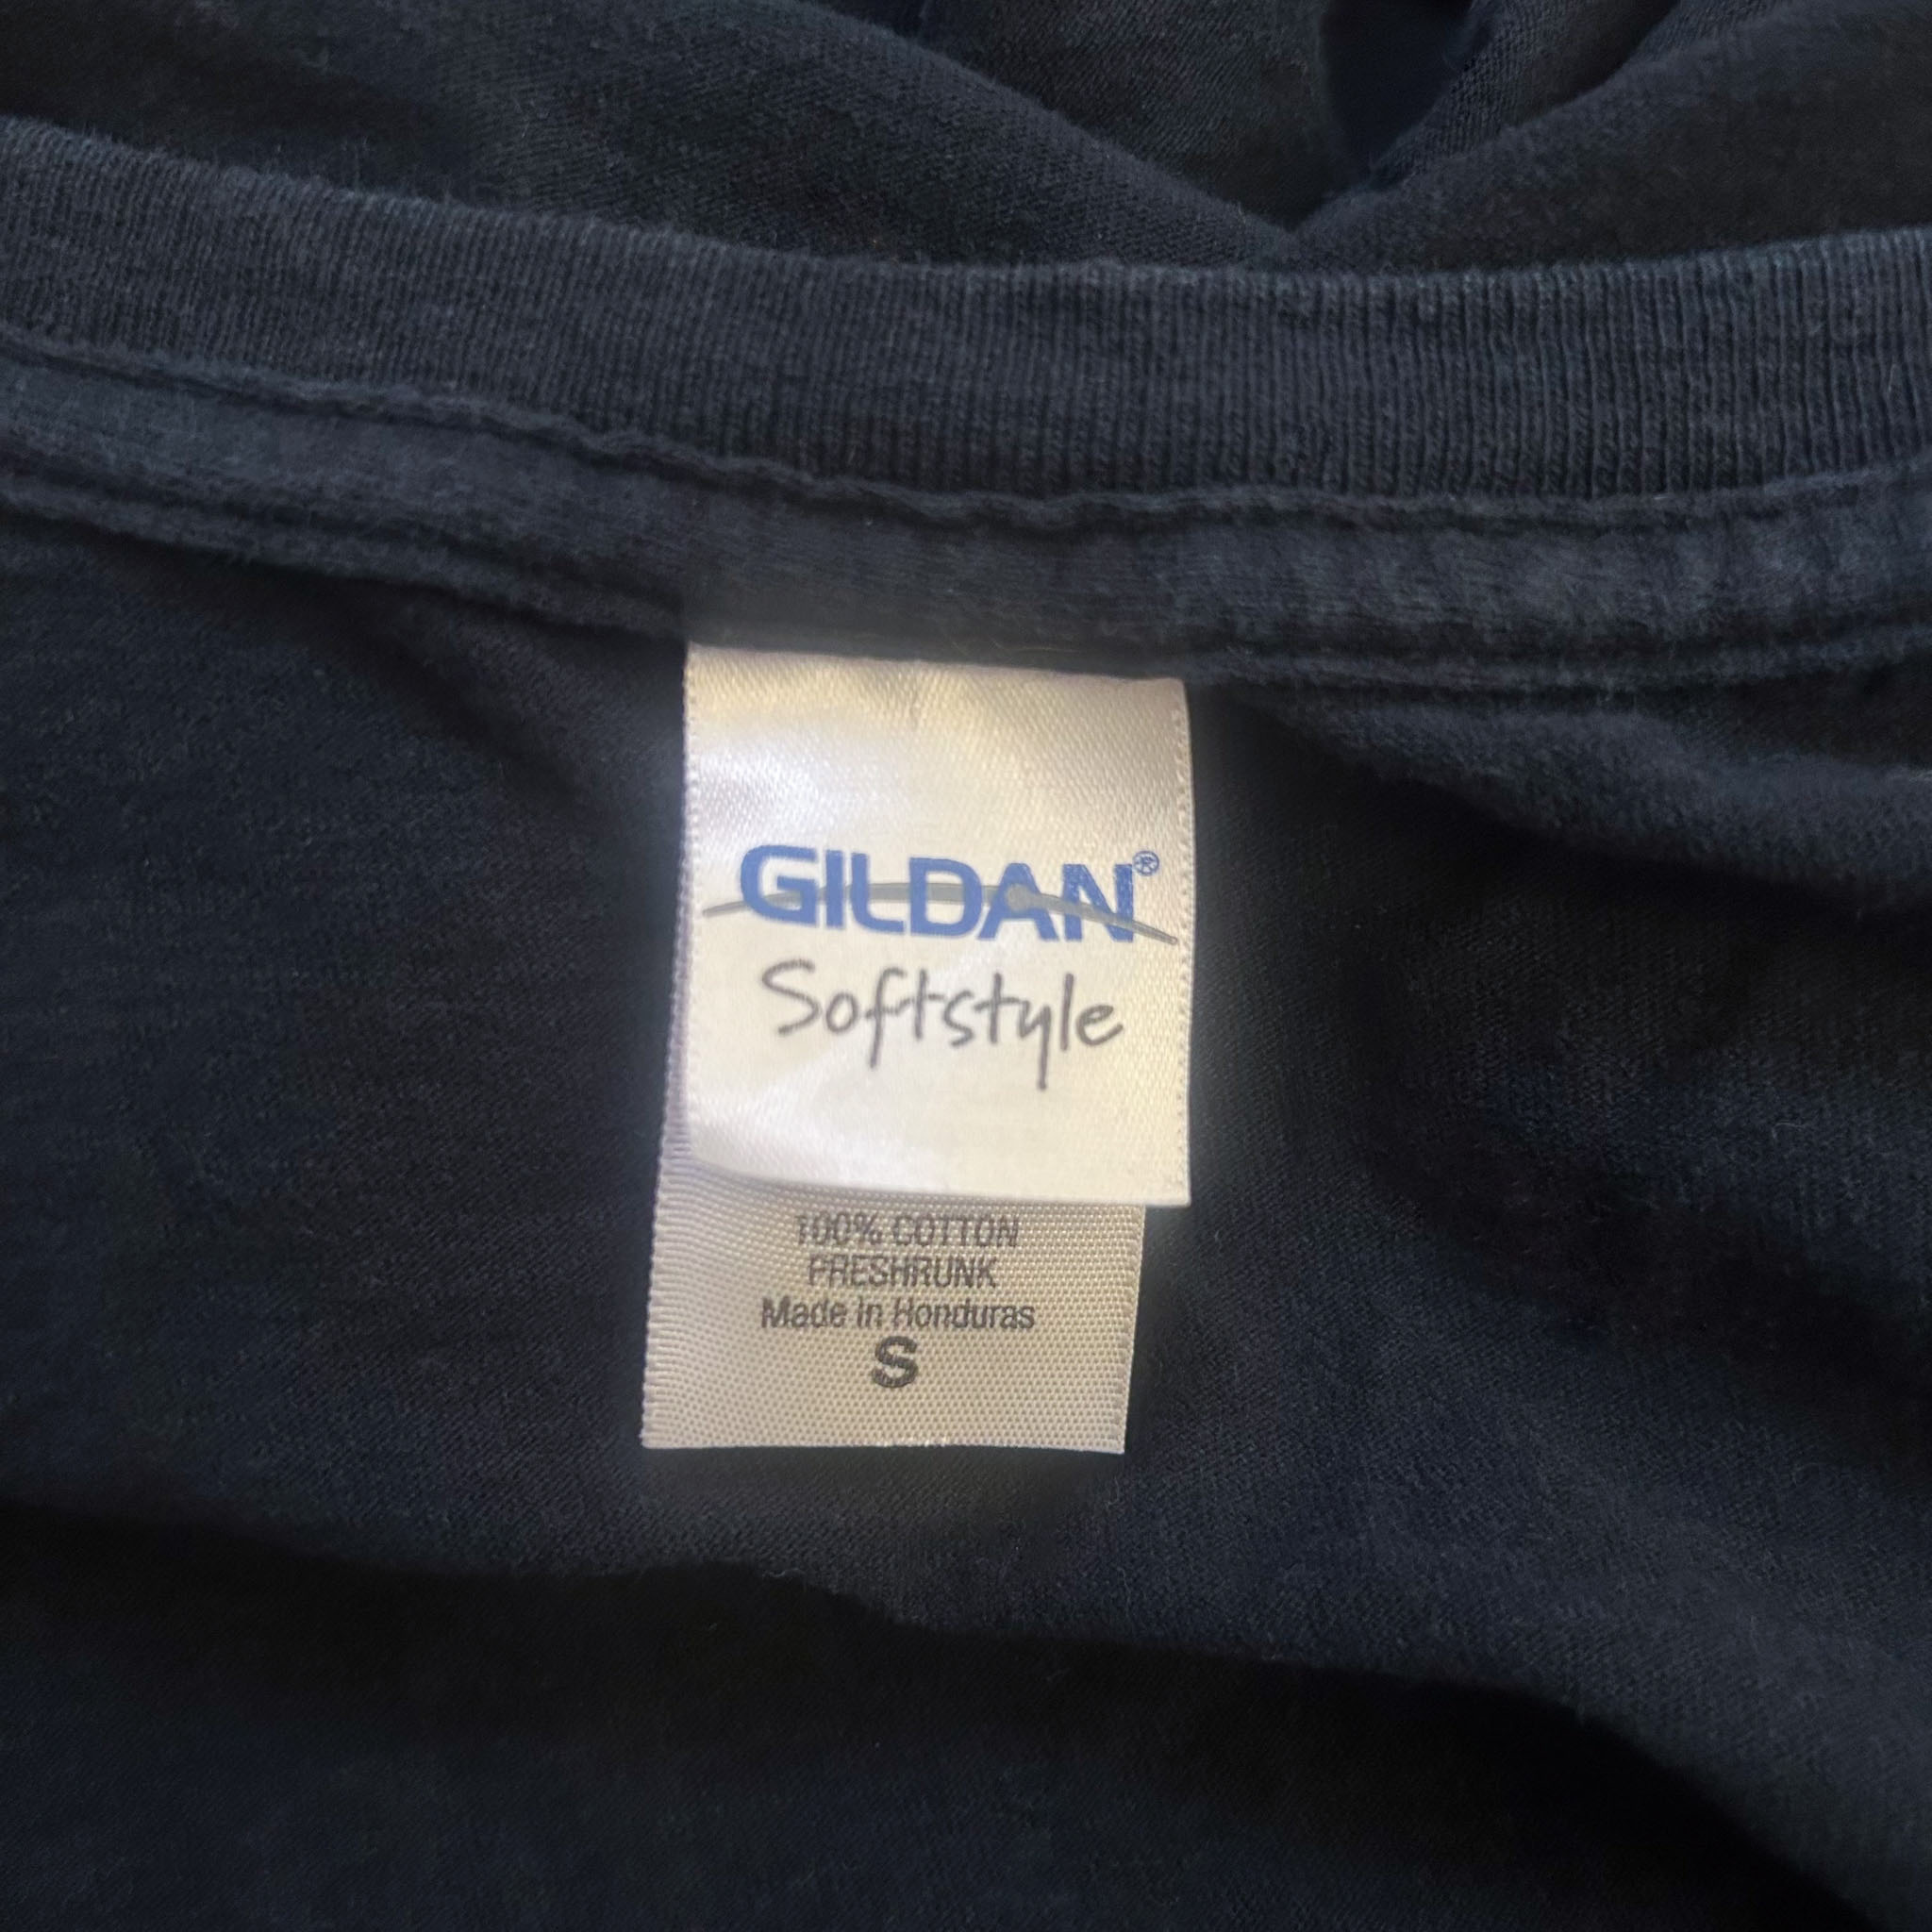 GILDAN®
Softstyle
100% COTTON
PRESHRUNK
Made in Honduras
S